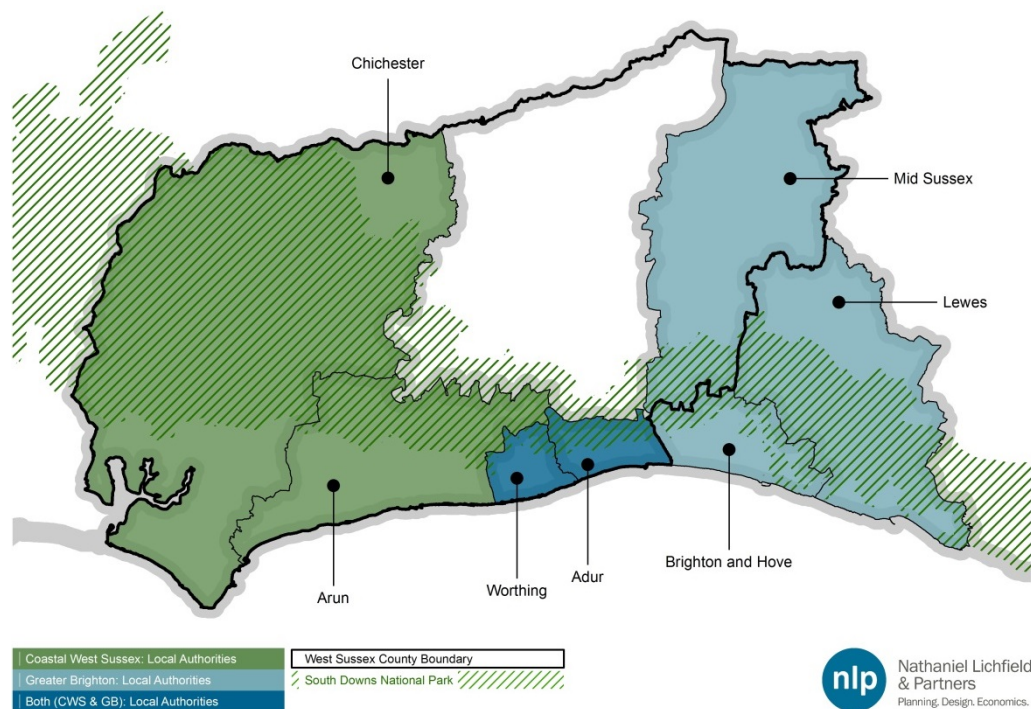 Chichester
Mid Sussex
Lewes
Brighton and Hove
Adur
Worthing
Arun
Coastal West Sussex: Local Authorities
Greater Brighton: Local Authorities
Both (CWS & GB): Local Authorities
West Sussex County Boundary
South Downs National Park
nlp
Nathaniel Lichfield
& Partners
Planning. Design. Economics.